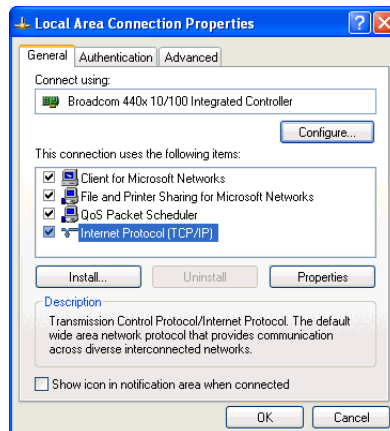 Local Area Connection Properties
General Authentication Advanced
Connect using:
Broadcom 440x 10/100 Integrated Controller
Configure...
This connection uses the following items:
Client for Microsoft Networks
File and Printer Sharing for Microsoft Networks
QoS Packet Scheduler
Internet Protocol (TCP/IP)
Install... Uninstall Properties
Description
Transmission Control Protocol/Internet Protocol. The default
wide area network protocol that provides communication
across diverse interconnected networks.
Show icon in notification area when connected
OK Cancel